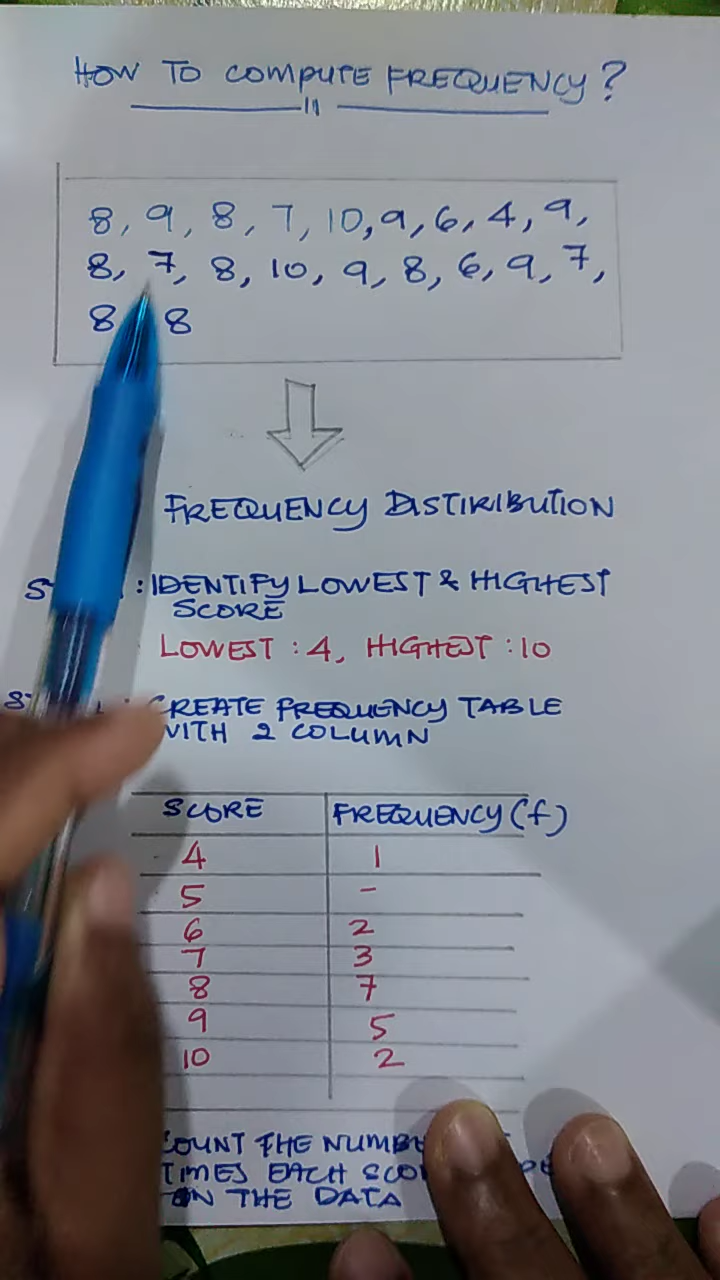 HOW TO COMPUTE FREQUENCY?
8, 9, 8, 7, 10, 9, 6, 4, 9,
8, 7, 8, 10, 9, 8, 6, 9, 7,
8 8
FREQUENCY DISTIRIBUTION
: IDENTIFY LOWEST & HIGHEST
SCORE
LOWEST : 4, HIGHEST : 10
: CREATE FREQUENCY TABLE
WITH 2 COLUMN
SCORE FREQUENCY (f)
4 1
5 -
6 2
7 3
8 7
9 5
10 2
COUNT THE
TIMES EACH
ON THE DATA